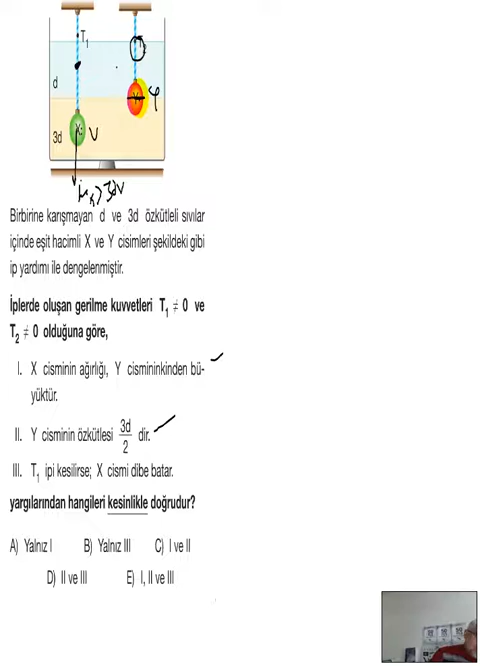 T₁
T₂
d
X
V
Y
φ
3d
Birbirine karışmayan d ve 3d özkütleli sıvılar
içinde eşit hacimli X ve Y cisimleri şekildeki gibi
ip yardımı ile dengelenmiştir.
İplerde oluşan gerilme kuvvetleri T₁ ≠ 0 ve
T₂ ≠ 0 olduğuna göre,
I. X cisminin ağırlığı, Y cismininkinden bü-
yüktür.
II. Y cisminin özkütlesi 3d/2 dir.
III. T₁ ipi kesilirse; X cismi dibe batar.
yargılarından hangileri kesinlikle doğrudur?
A) Yalnız I B) Yalnız III C) I ve II
D) II ve III E) I, II ve III